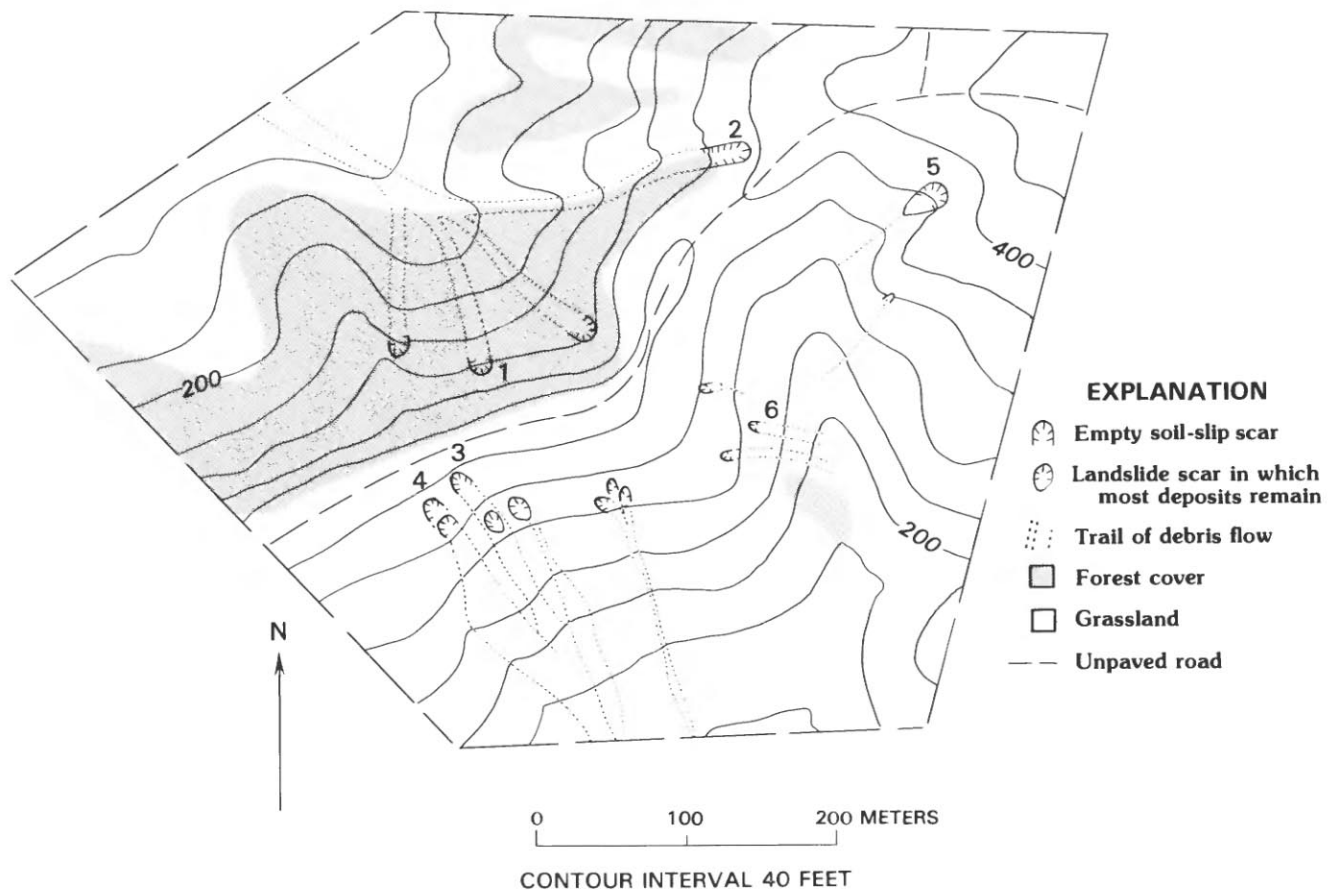 2
5
400
200
1
3
4
6
200
N
EXPLANATION
Empty soil-slip scar
Landslide scar in which
most deposits remain
Trail of debris flow
Forest cover
Grassland
Unpaved road
0 100 200 METERS
CONTOUR INTERVAL 40 FEET